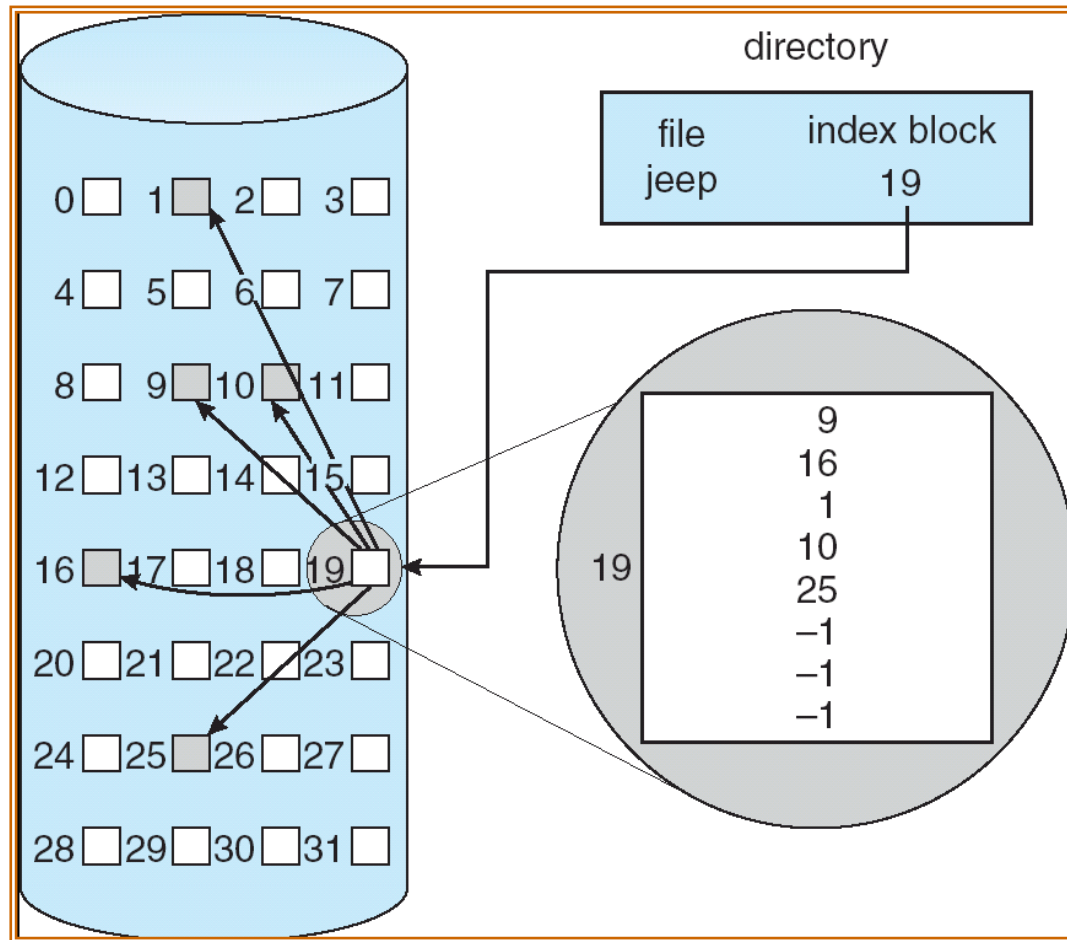 directory
file index block
jeep 19
0 1 2 3
4 5 6 7
8 9 10 11
12 13 14 15
16 17 18 19
20 21 22 23
24 25 26 27
28 29 30 31
9
16
1
10
19
25
–1
–1
–1